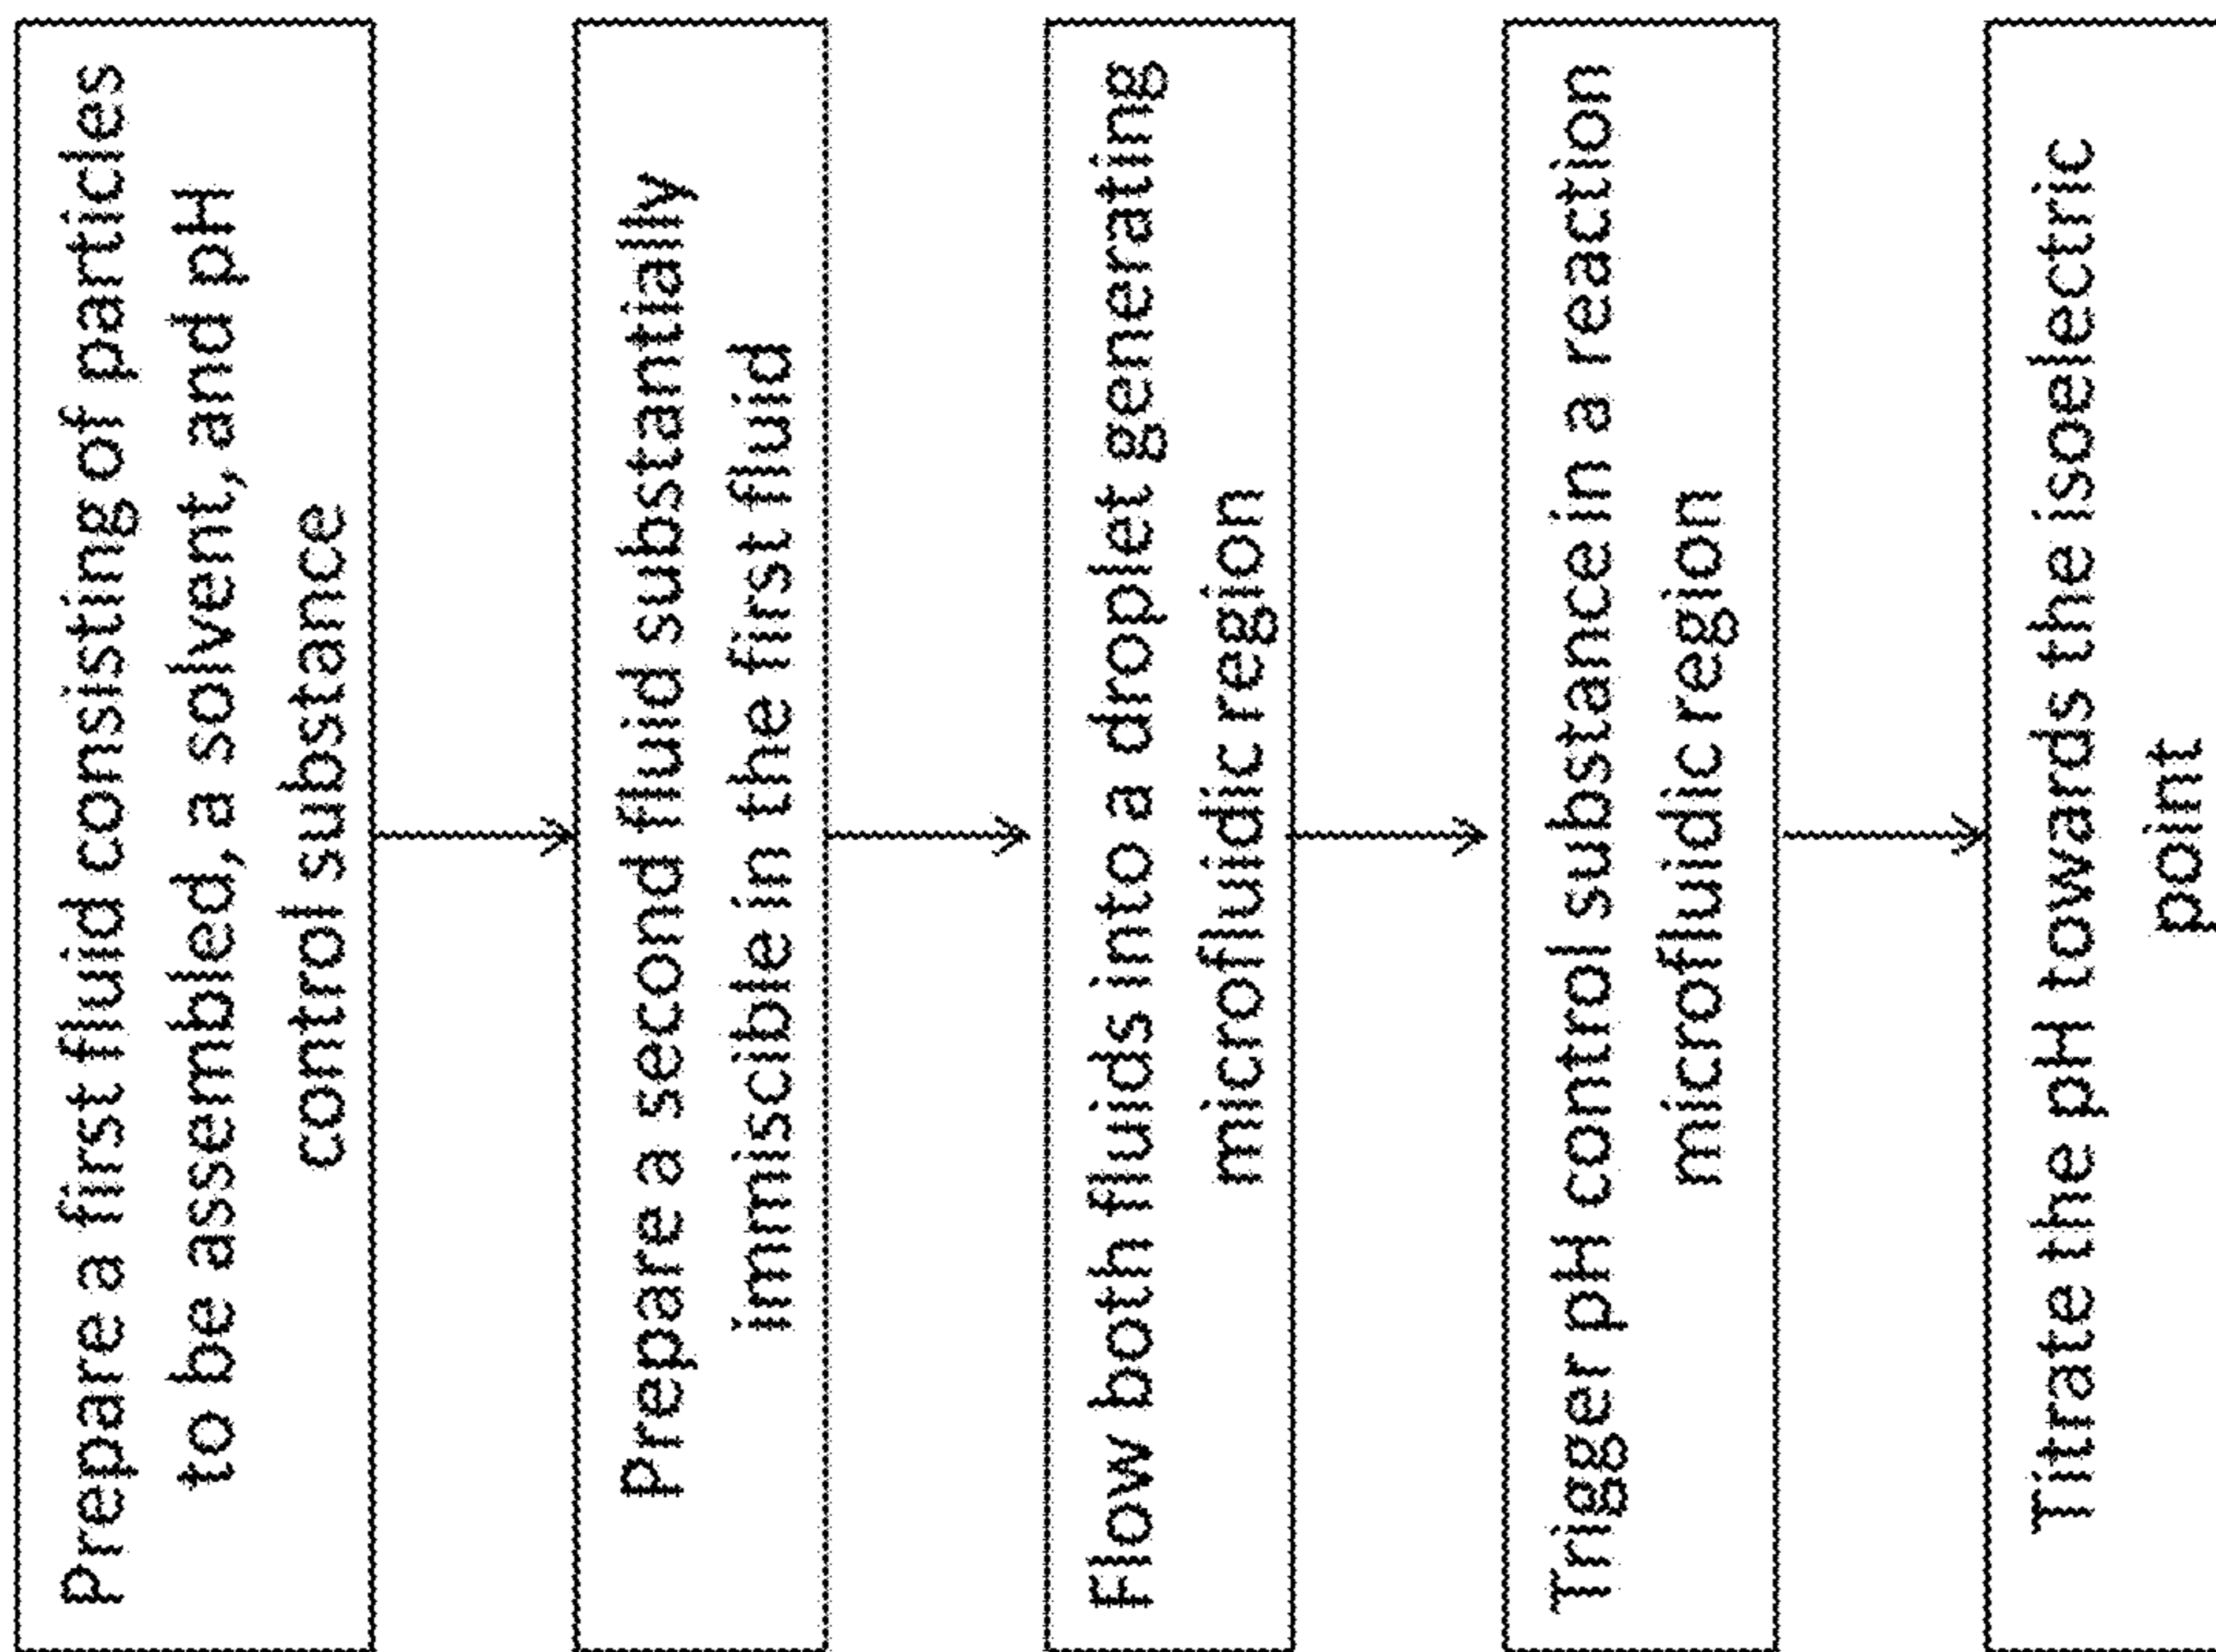 Prepare a first fluid consisting of particles
to be assembled, a solvent, and pH
control substance
Prepare a second fluid substantially
immiscible in the first fluid
Flow both fluids into a droplet generating
microfluidic region
Trigger pH control substance in a reaction
microfluidic region
Titrate the pH towards the isoelectric
point